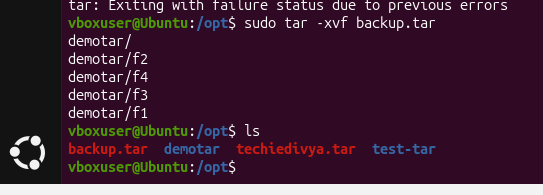 tar: Exiting with failure status due to previous errors
vboxuser@Ubuntu:/opt$ sudo tar -xvf backup.tar
demotar/
demotar/f2
demotar/f4
demotar/f3
demotar/f1
vboxuser@Ubuntu:/opt$ ls
backup.tar  demotar  techiedivya.tar  test-tar
vboxuser@Ubuntu:/opt$